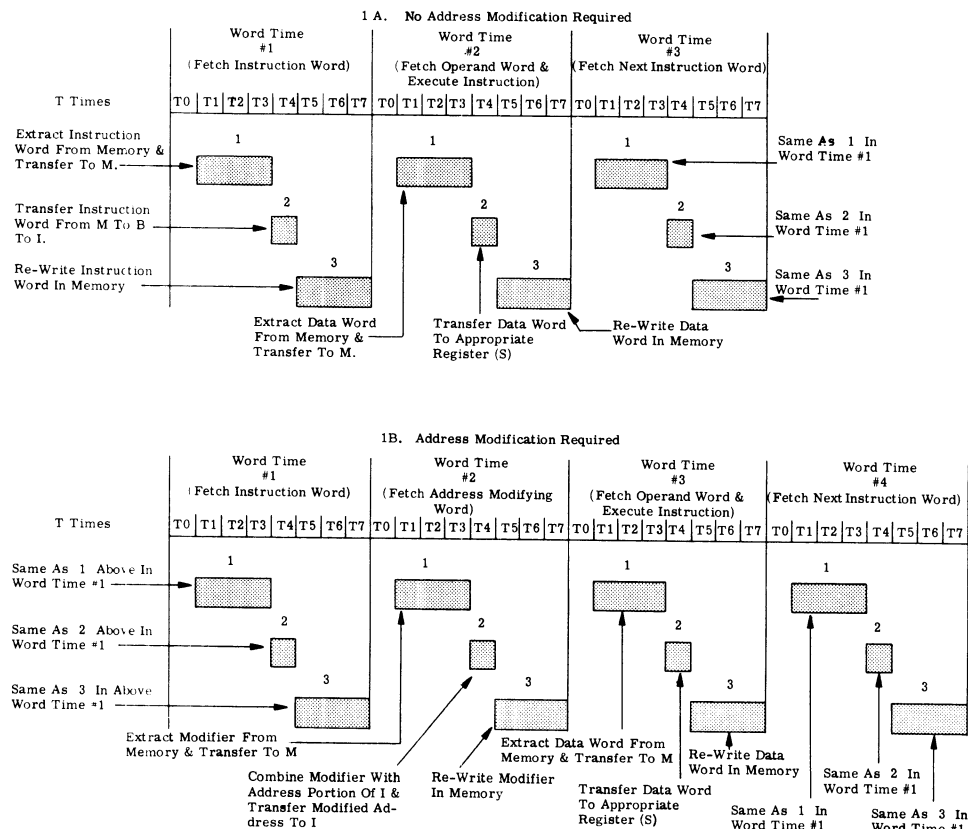 1 A. No Address Modification Required
Word Time
#1
(Fetch Instruction Word)
Word Time
#2
(Fetch Operand Word &
Execute Instruction)
Word Time
#3
(Fetch Next Instruction Word)
T Times
T0 T1 T2 T3 T4 T5 T6 T7 T0 T1 T2 T3 T4 T5 T6 T7 T0 T1 T2 T3 T4 T5 T6 T7
Extract Instruction
Word From Memory &
Transfer To M.
1
1
1
Same As 1 In
Word Time #1
Transfer Instruction
Word From M To B
To I.
2
2
2
Same As 2 In
Word Time #1
Re-Write Instruction
Word In Memory
3
3
3
Same As 3 In
Word Time #1
Extract Data Word
From Memory &
Transfer To M.
Transfer Data Word
To Appropriate
Register (S)
Re-Write Data
Word In Memory
1B. Address Modification Required
Word Time
#1
(Fetch Instruction Word)
Word Time
#2
(Fetch Address Modifying
Word)
Word Time
#3
(Fetch Operand Word &
Execute Instruction)
Word Time
#4
(Fetch Next Instruction Word)
T Times
T0 T1 T2 T3 T4 T5 T6 T7 T0 T1 T2 T3 T4 T5 T6 T7 T0 T1 T2 T3 T4 T5 T6 T7 T0 T1 T2 T3 T4 T5 T6 T7
Same As 1 Above In
Word Time #1
1
1
1
1
Same As 2 Above In
Word Time #1
2
2
2
2
Same As 3 In Above
Word Time #1
3
3
3
3
Extract Modifier From
Memory & Transfer To M
Combine Modifier With
Address Portion Of I &
Transfer Modified Ad-
dress To I
Re-Write Modifier
In Memory
Extract Data Word From
Memory & Transfer To M
Transfer Data Word
To Appropriate
Register (S)
Re-Write Data
Word In Memory
Same As 1 In
Word Time #1
Same As 2 In
Word Time #1
Same As 3 In
Word Time #1